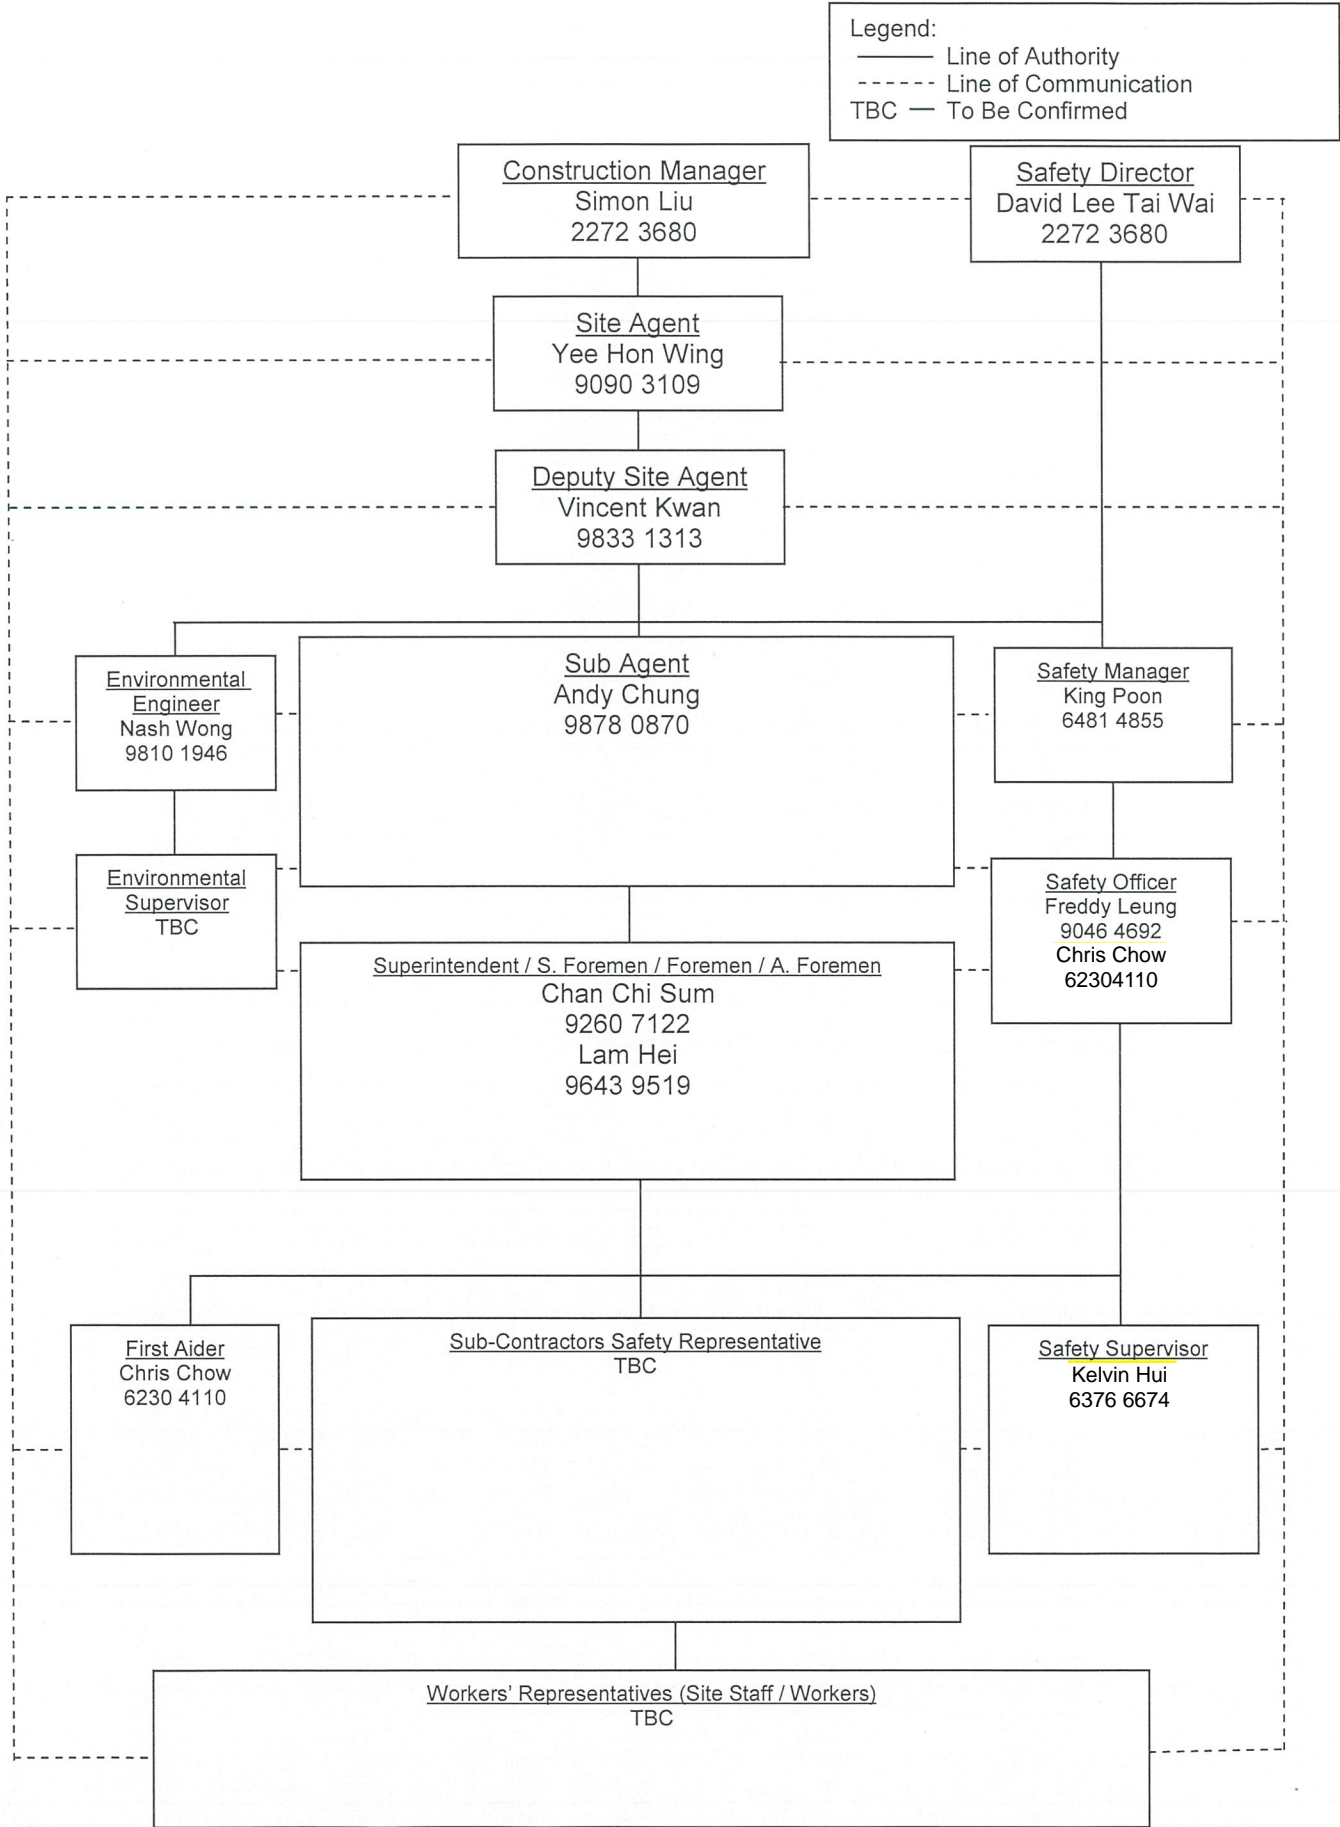 Legend:
Line of Authority
Line of Communication
TBC — To Be Confirmed
Construction Manager
Simon Liu
2272 3680
Safety Director
David Lee Tai Wai
2272 3680
Site Agent
Yee Hon Wing
9090 3109
Deputy Site Agent
Vincent Kwan
9833 1313
Environmental
Engineer
Nash Wong
9810 1946
Sub Agent
Andy Chung
9878 0870
Safety Manager
King Poon
6481 4855
Environmental
Supervisor
TBC
Safety Officer
Freddy Leung
9046 4692
Chris Chow
62304110
Superintendent / S. Foremen / Foremen / A. Foremen
Chan Chi Sum
9260 7122
Lam Hei
9643 9519
First Aider
Chris Chow
6230 4110
Sub-Contractors Safety Representative
TBC
Safety Supervisor
Kelvin Hui
6376 6674
Workers' Representatives (Site Staff / Workers)
TBC